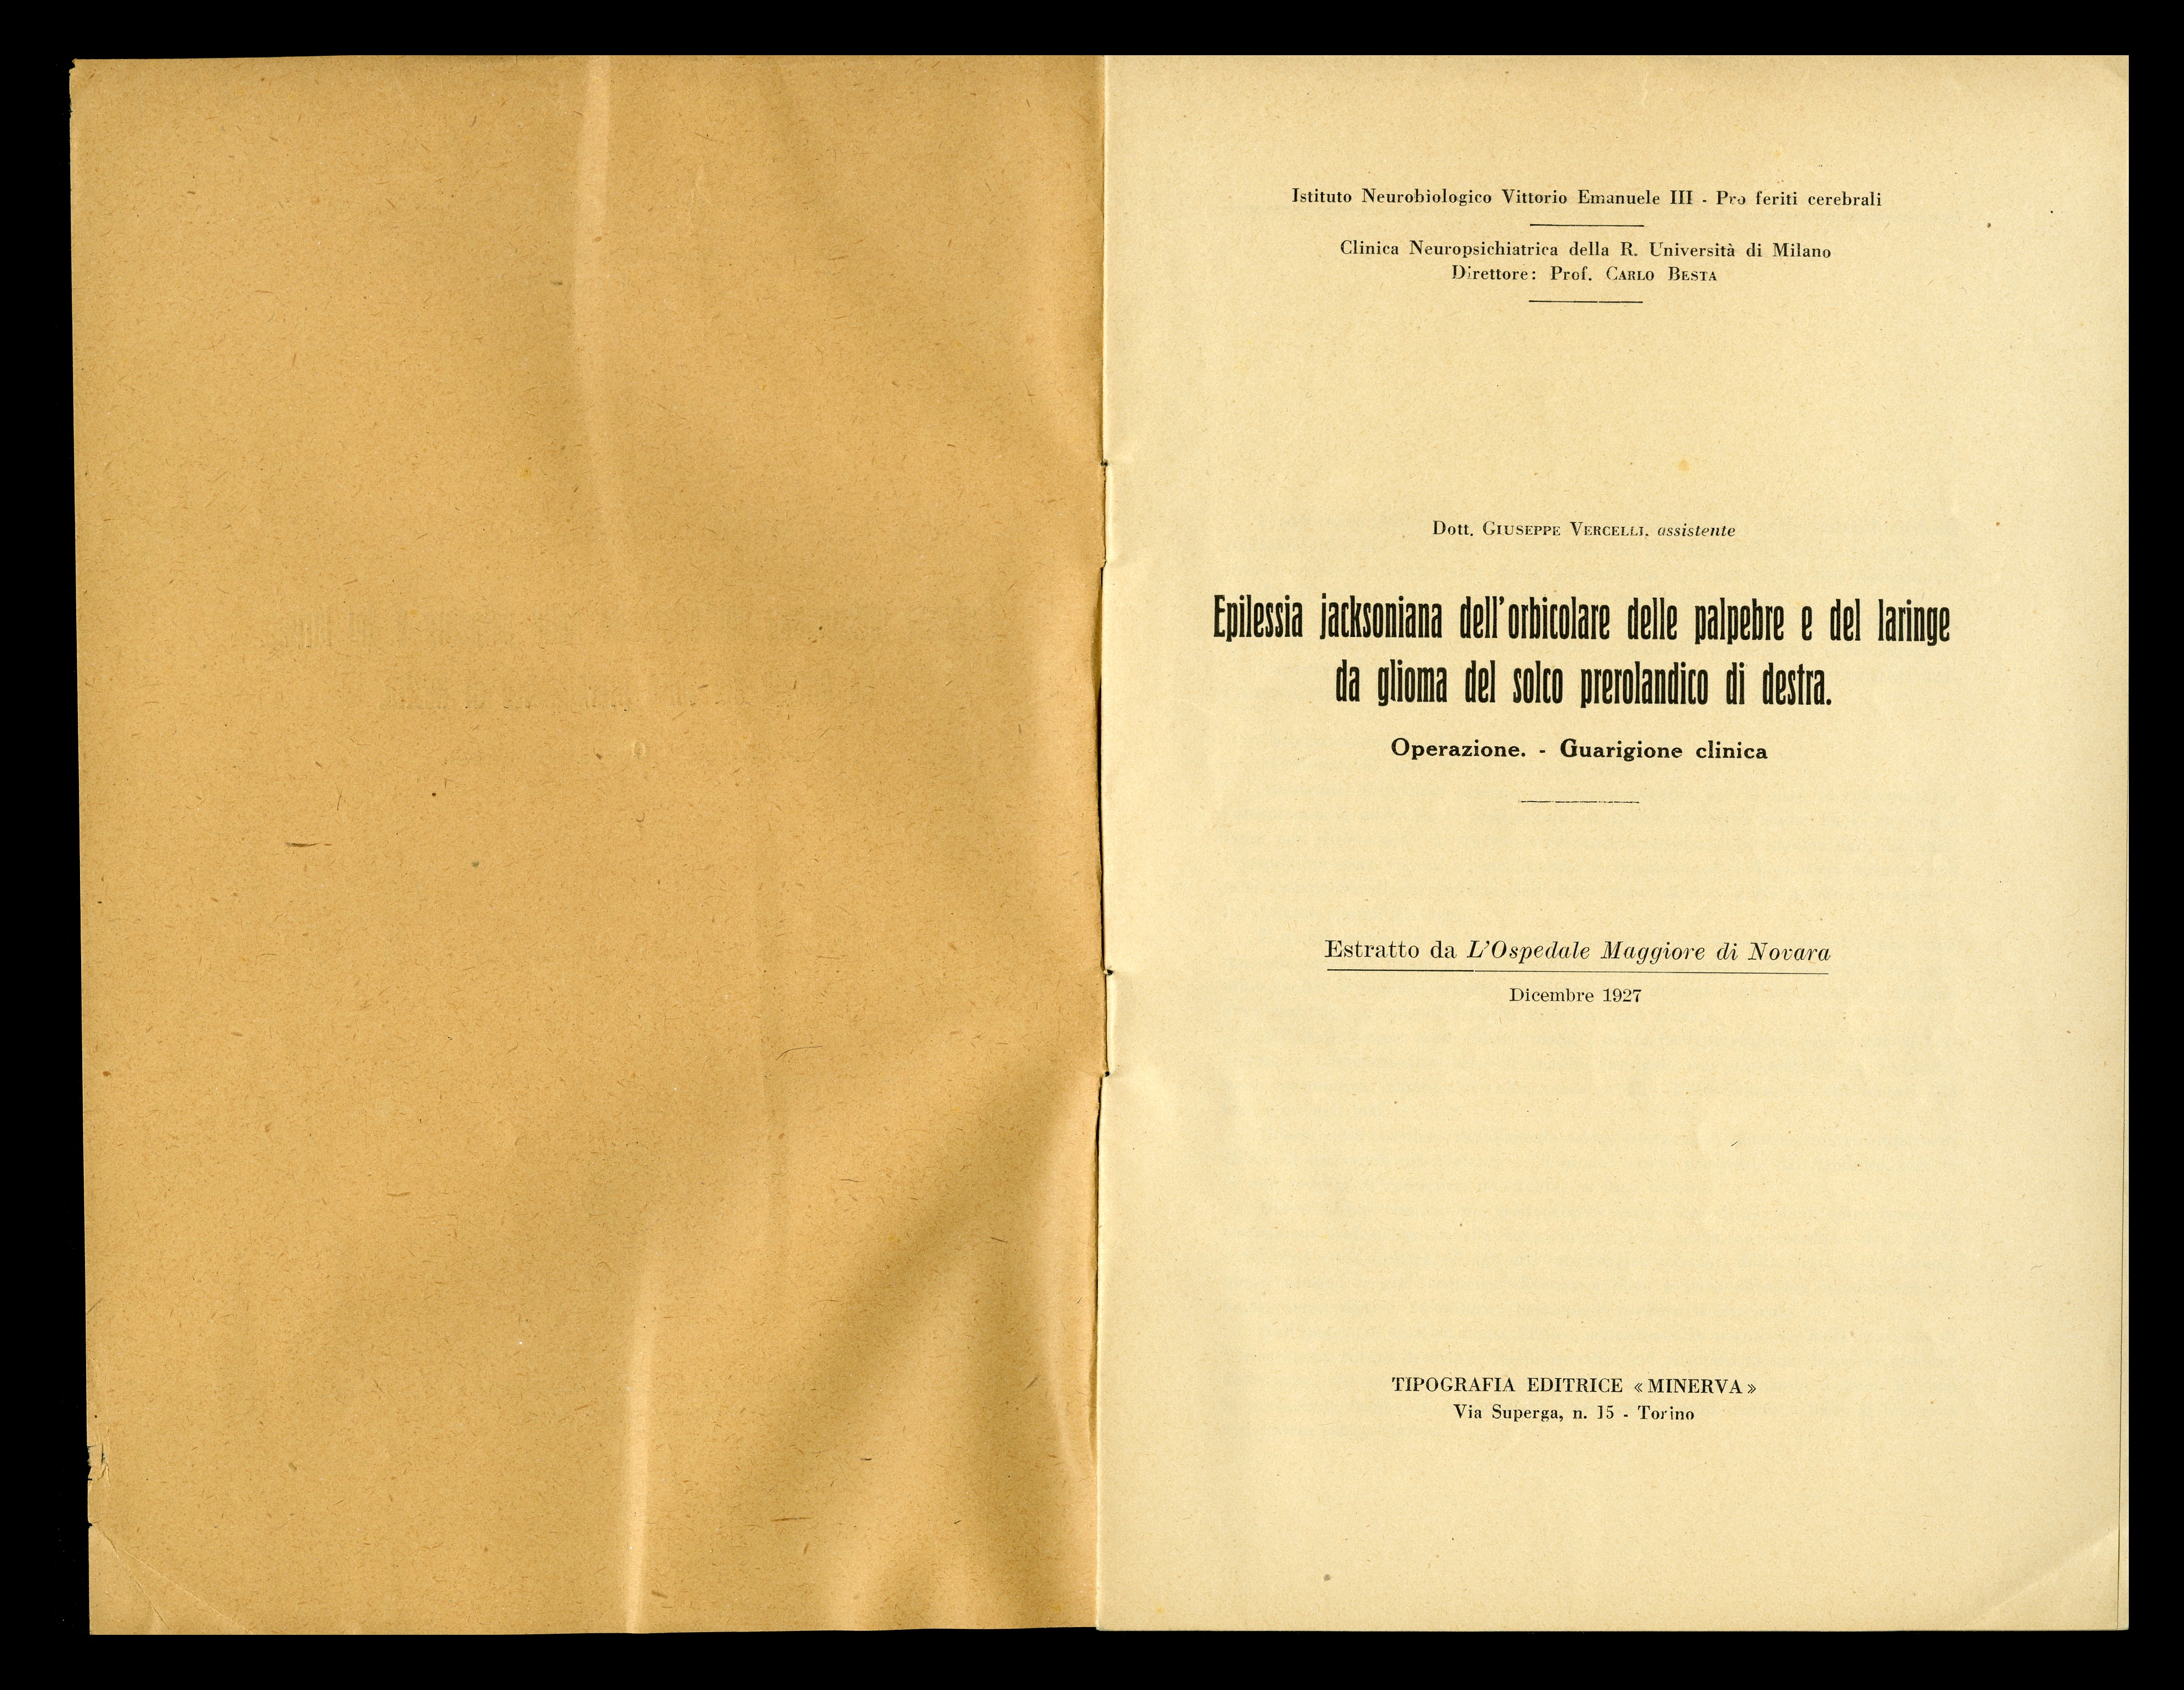 Istituto Neurobiologico Vittorio Emanuele III - Pro feriti cerebrali
Clinica Neuropsichiatrica della R. Università di Milano
Direttore: Prof. CARLO BESTA
Dott. GIUSEPPE VERCELLI, assistente
Epilessia jacksoniana dell'orbicolare delle palpebre e del laringe
da glioma del solco prerolandico di destra.
Operazione. - Guarigione clinica
Estratto da L'Ospedale Maggiore di Novara
Dicembre 1927
TIPOGRAFIA EDITRICE « MINERVA »
Via Superga, n. 15 - Torino